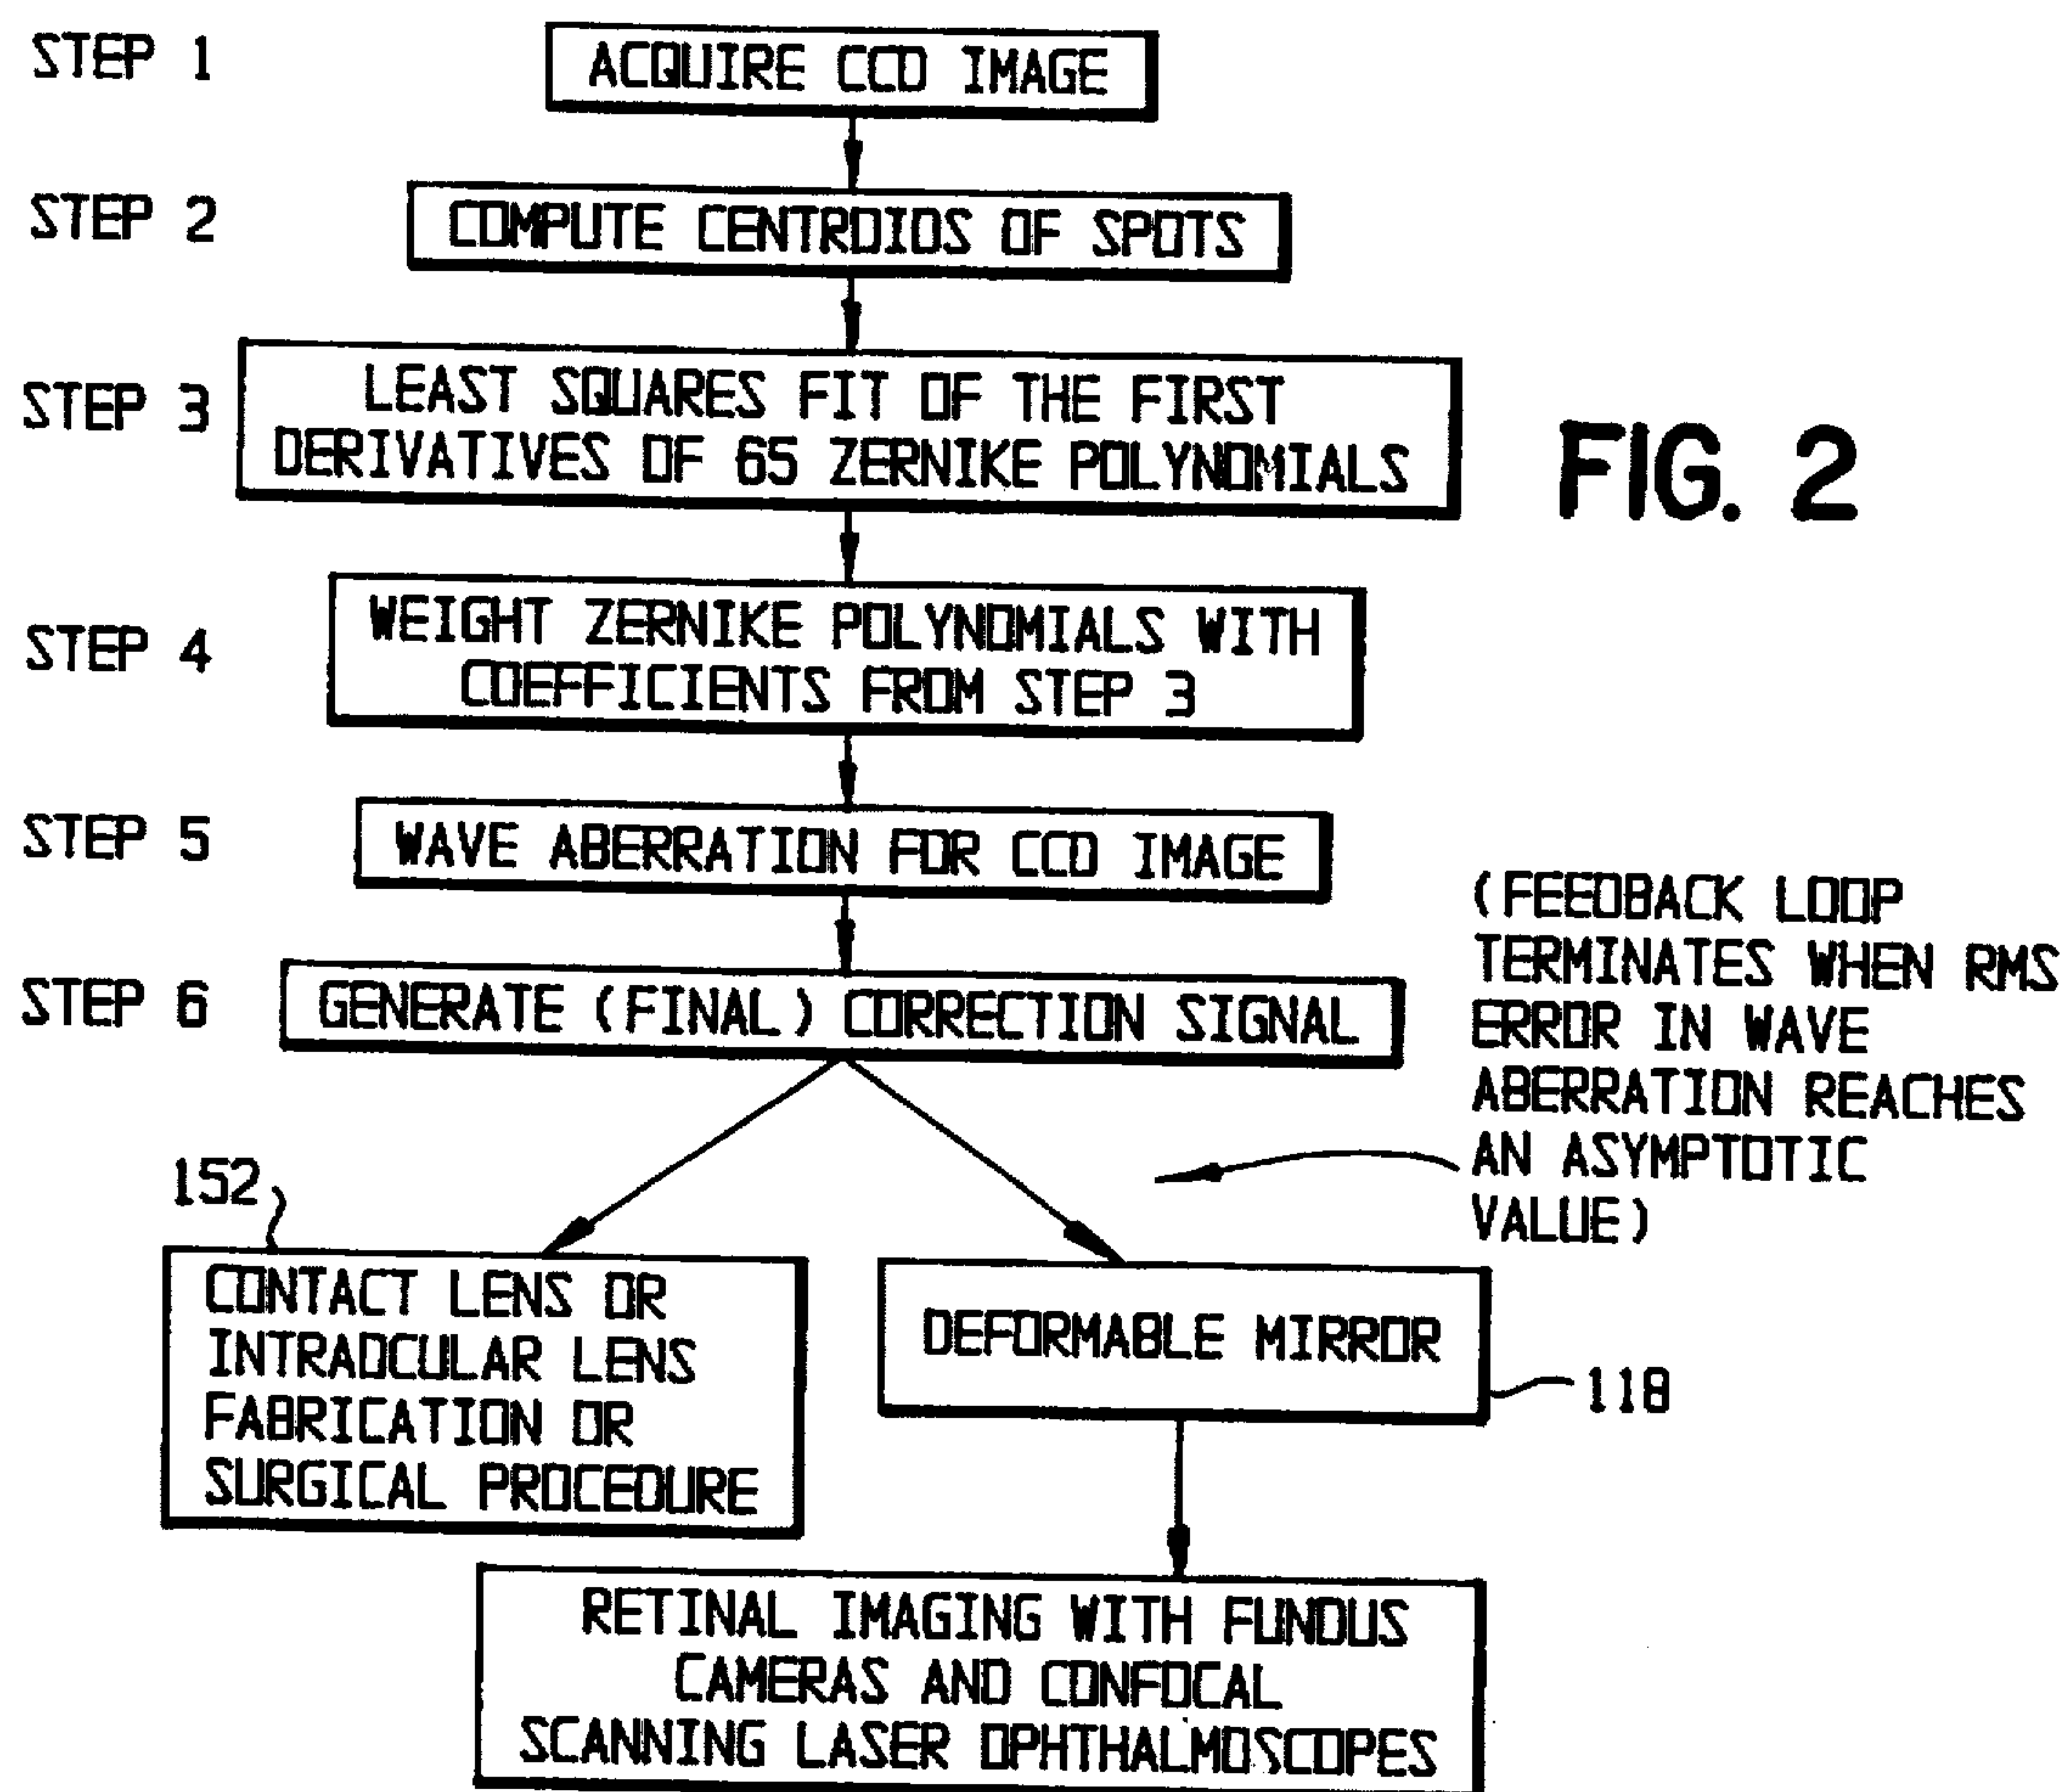 STEP 1
ACQUIRE CCD IMAGE
STEP 2
COMPUTE CENTROIDS OF SPOTS
STEP 3
LEAST SQUARES FIT OF THE FIRST
DERIVATIVES OF 65 ZERNIKE POLYNOMIALS
FIG. 2
STEP 4
WEIGHT ZERNIKE POLYNOMIALS WITH
COEFFICIENTS FROM STEP 3
STEP 5
WAVE ABERRATION FOR CCD IMAGE
STEP 6
GENERATE (FINAL) CORRECTION SIGNAL
(FEEDBACK LOOP
TERMINATES WHEN RMS
ERROR IN WAVE
ABERRATION REACHES
AN ASYMPTOTIC
VALUE)
152
CONTACT LENS OR
INTRAOCULAR LENS
FABRICATION OR
SURGICAL PROCEDURE
DEFORMABLE MIRROR
118
RETINAL IMAGING WITH FUNDUS
CAMERAS AND CONFOCAL
SCANNING LASER OPHTHALMOSCOPES